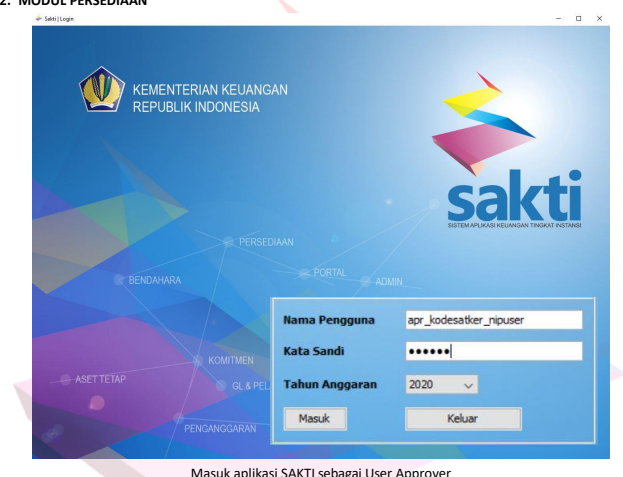 2. MODUL PERSEDIAAN
Sakti | Login
KEMENTERIAN KEUANGAN
REPUBLIK INDONESIA
sakti
SISTEM APLIKASI KEUANGAN TINGKAT INSTANSI
PERSEDIAAN
PORTAL
BENDAHARA
ADMIN
Nama Pengguna apr_kodesatker_nipuser
Kata Sandi ••••••
KOMITMEN
ASET TETAP
GL & PEL
Tahun Anggaran 2020
Masuk Keluar
PENGANGGARAN
Masuk aplikasi SAKTI sebagai User Approver